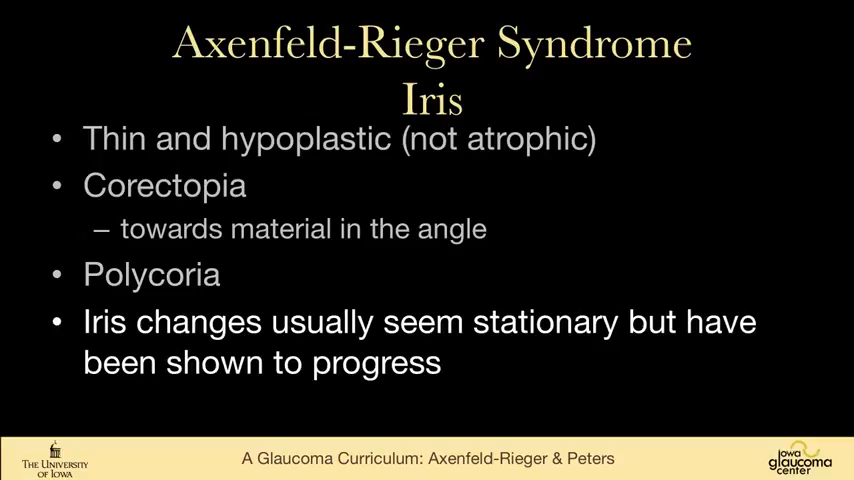 Axenfeld-Rieger Syndrome
Iris
• Thin and hypoplastic (not atrophic)
• Corectopia
– towards material in the angle
• Polycoria
• Iris changes usually seem stationary but have
been shown to progress
THE UNIVERSITY
OF IOWA
A Glaucoma Curriculum: Axenfeld-Rieger & Peters
iowa
glaucoma
center